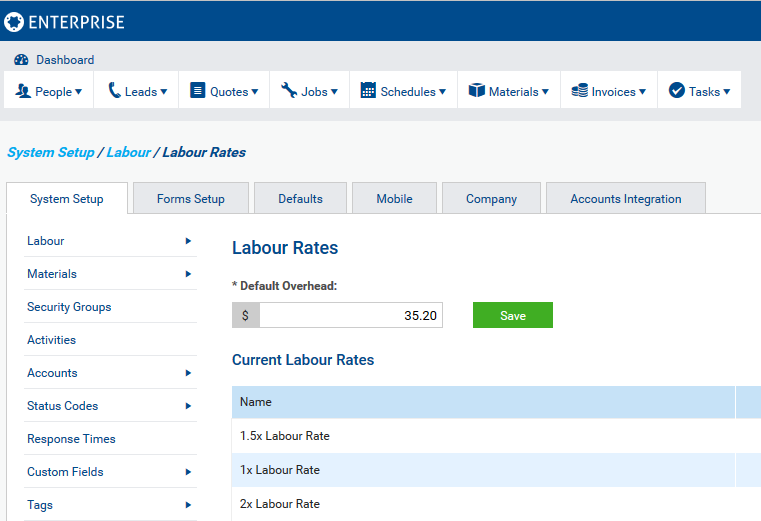 ENTERPRISE
Dashboard
People Leads Quotes Jobs Schedules Materials Invoices Tasks
System Setup / Labour / Labour Rates
System Setup Forms Setup Defaults Mobile Company Accounts Integration
Labour
Materials
Security Groups
Activities
Accounts
Status Codes
Response Times
Custom Fields
Tags
Labour Rates
* Default Overhead:
$ 35.20 Save
Current Labour Rates
Name
1.5x Labour Rate
1x Labour Rate
2x Labour Rate